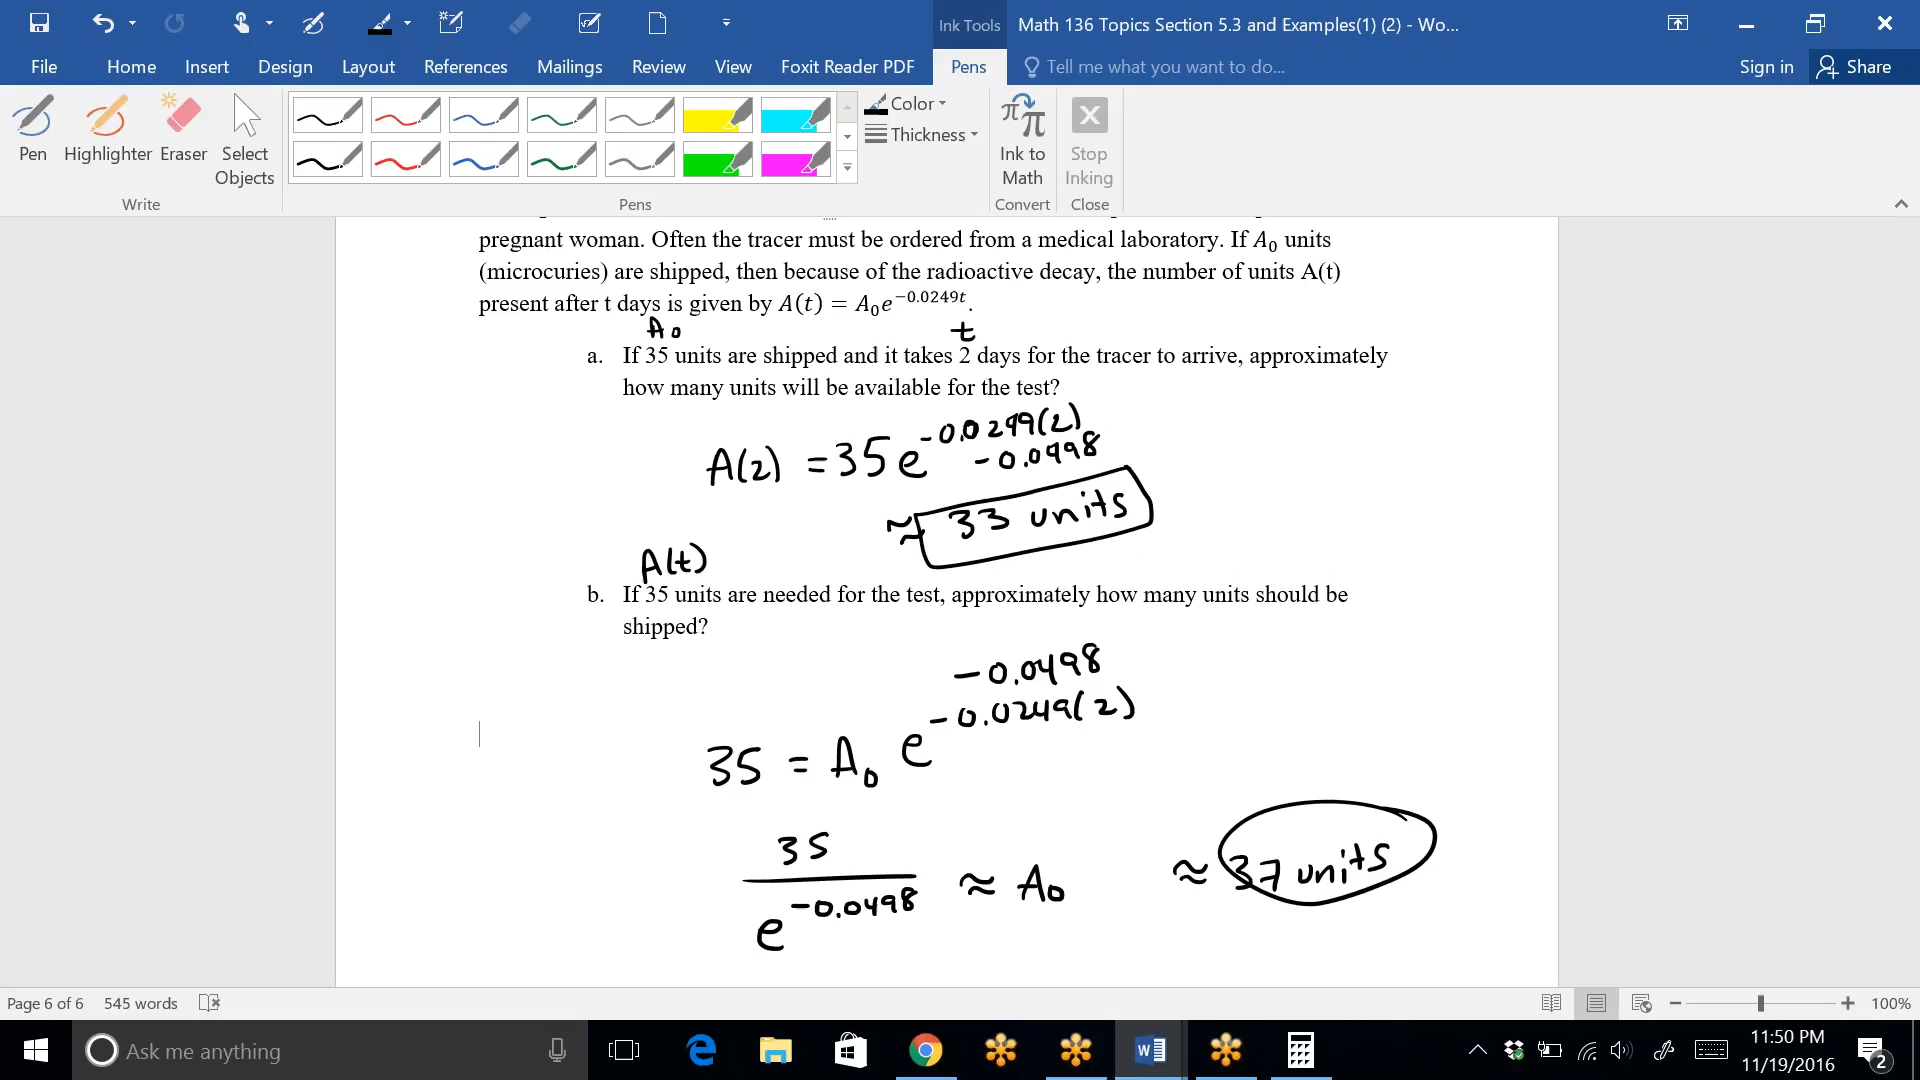 Ink Tools
Math 136 Topics Section 5.3 and Examples(1) (2) - Wo...
File Home Insert Design Layout References Mailings Review View Foxit Reader PDF Pens Tell me what you want to do... Sign in Share
Pen Highlighter Eraser Select Objects
Color
Thickness
Ink to Math
Stop Inking
Write Pens Convert Close
pregnant woman. Often the tracer must be ordered from a medical laboratory. If A₀ units
(microcuries) are shipped, then because of the radioactive decay, the number of units A(t)
present after t days is given by A(t) = A₀e^{-0.0249t}.
A₀ t
a. If 35 units are shipped and it takes 2 days for the tracer to arrive, approximately
how many units will be available for the test?
-0.0249(2)
A(2) = 35e -0.0498
≈ 33 units
A(t)
b. If 35 units are needed for the test, approximately how many units should be
shipped?
-0.0498
-0.0249(2)
35 = A₀ e
35
≈ A₀ ≈ 37 units
e^{-0.0498}
Page 6 of 6 545 words 100%
Ask me anything
11:50 PM
11/19/2016
2